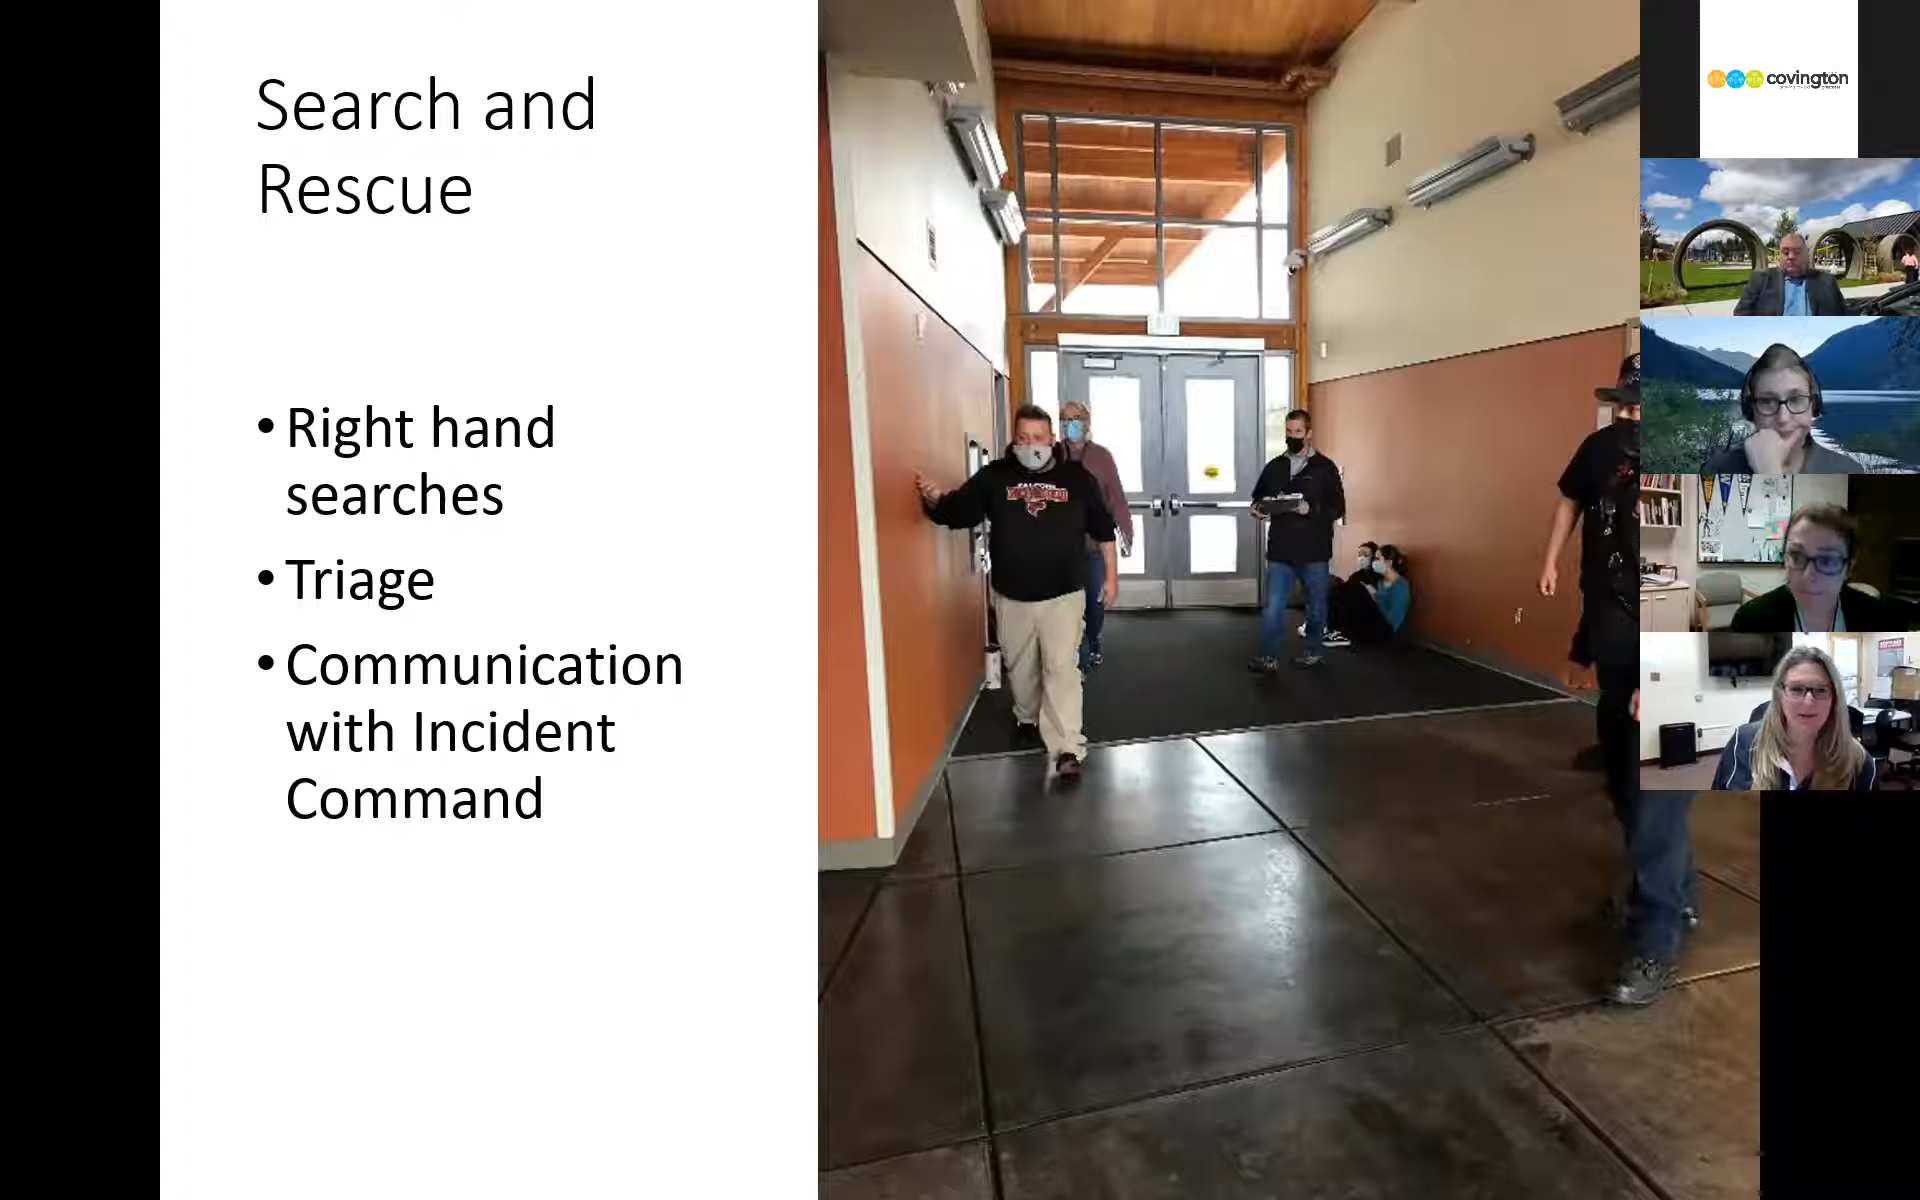 Search and
Rescue
• Right hand
searches
• Triage
• Communication
with Incident
Command
covington